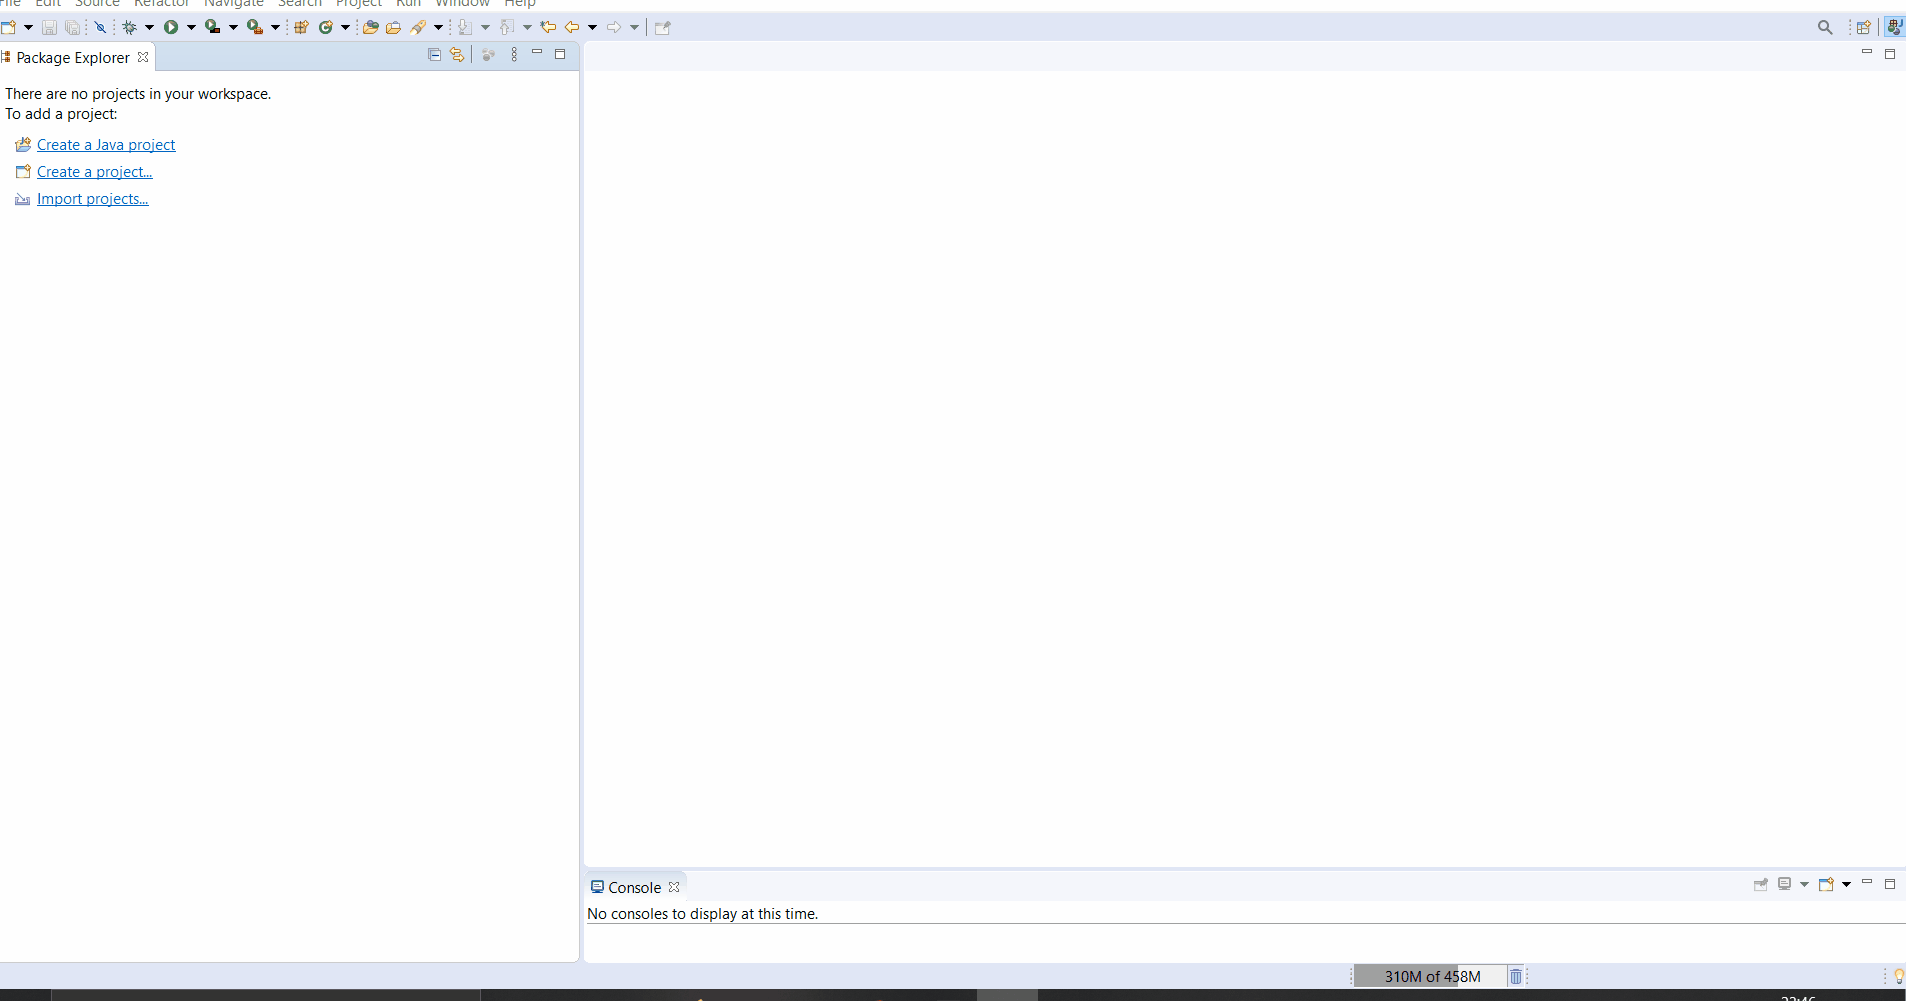 File Edit Source Refactor Navigate Search Project Run Window Help
Package Explorer
There are no projects in your workspace.
To add a project:
Create a Java project
Create a project...
Import projects...
Console
No consoles to display at this time.
310M of 458M